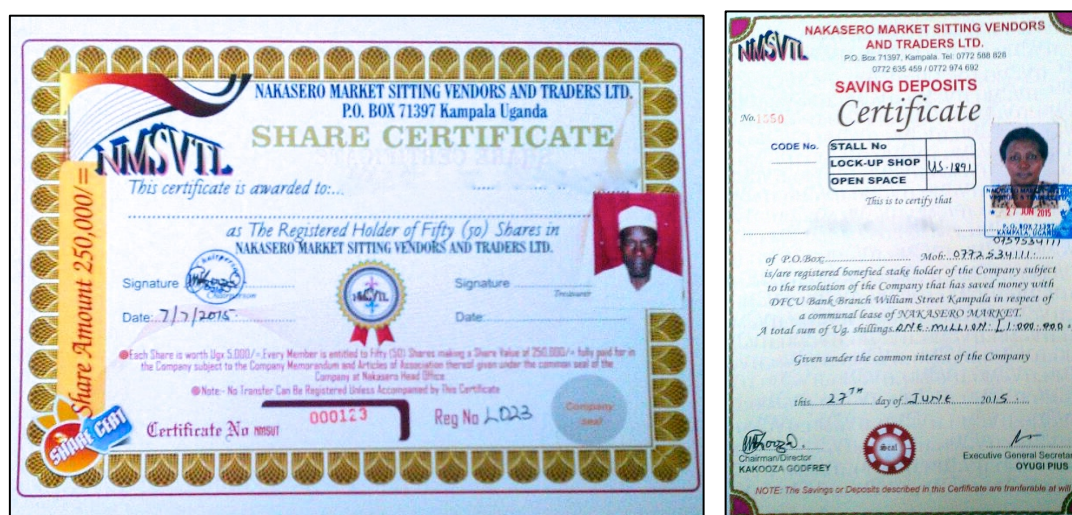 NAKASERO MARKET SITTING VENDORS AND TRADERS LTD.
P.O. BOX 71397 Kampala Uganda
SHARE CERTIFICATE
NMSVTL
This certificate is awarded to:...
as The Registered Holder of Fifty (50) Shares in
NAKASERO MARKET SITTING VENDORS AND TRADERS LTD.
Signature
Chairperson
Signature
Treasurer
Date: 7/7/2015
Date:
NMSVTL
Each Share is worth Ugx 5,000/= Every Member is entitled to Fifty (50) Shares making a Share Value of 250,000/= fully paid for in
the Company subject to the Company Memorandum and Articles of Association thereof given under the common seal of the
Company at Nakasero Head Office.
Note:- No Transfer Can Be Registered Unless Accompanied by This Certificate
Certificate No
000123
Reg No L023
Company
seal
Share Amount 250,000/=
SHARE CERT
NAKASERO MARKET SITTING VENDORS
AND TRADERS LTD.
NMSVTL
P.O. Box 71397, Kampala. Tel: 0772 588 828
0772 635 459 / 0772 974 692
SAVING DEPOSITS
Certificate
No. 1550
CODE No.
STALL No
LOCK-UP SHOP US-1891
OPEN SPACE
This is to certify that
NAKASERO MARKET SITTING
VENDORS & TRADERS LTD
27 JUN 2015
P.O. BOX 71397
KAMPALA, UGANDA
0757534111
of P.O.Box: Mob: 0772534111
is/are registered bonefied stake holder of the Company subject
to the resolution of the Company that has saved money with
DFCU Bank Branch William Street Kampala in respect of
a communal lease of NAKASERO MARKET.
A total sum of Ug. shillings. ONE MILLION [1.000.000
Given under the common interest of the Company
this 27TH day of JUNE 2015
Chairman/Director
KAKOOZA GODFREY
Seal
Executive General Secretar
OYUGI PIUS
NOTE: The Savings or Deposits described in this Certificate are tranferable at will